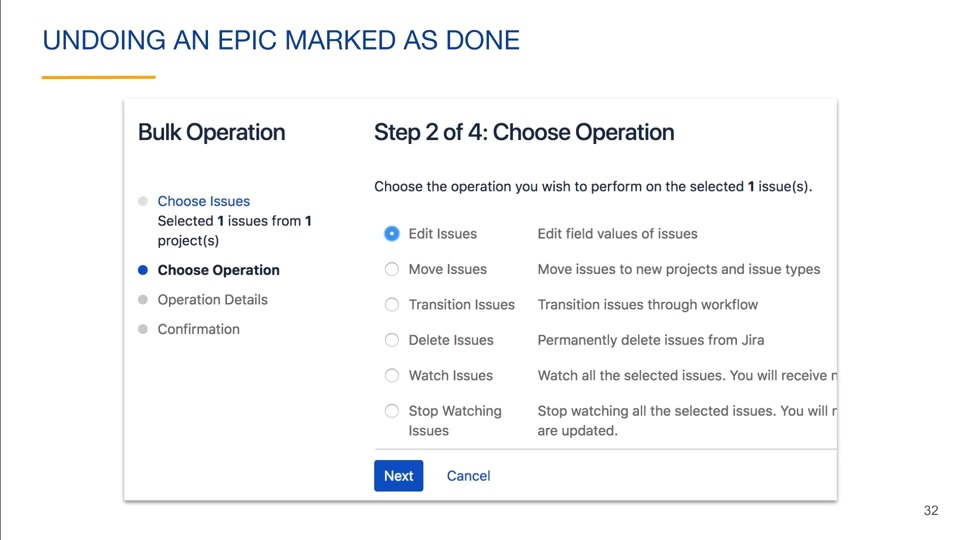 UNDOING AN EPIC MARKED AS DONE
Bulk Operation
Choose Issues
Selected 1 issues from 1
project(s)
Choose Operation
Operation Details
Confirmation
Step 2 of 4: Choose Operation
Choose the operation you wish to perform on the selected 1 issue(s).
Edit Issues Edit field values of issues
Move Issues Move issues to new projects and issue types
Transition Issues Transition issues through workflow
Delete Issues Permanently delete issues from Jira
Watch Issues Watch all the selected issues. You will receive
Stop Watching Stop watching all the selected issues. You will
Issues are updated.
Next Cancel
32